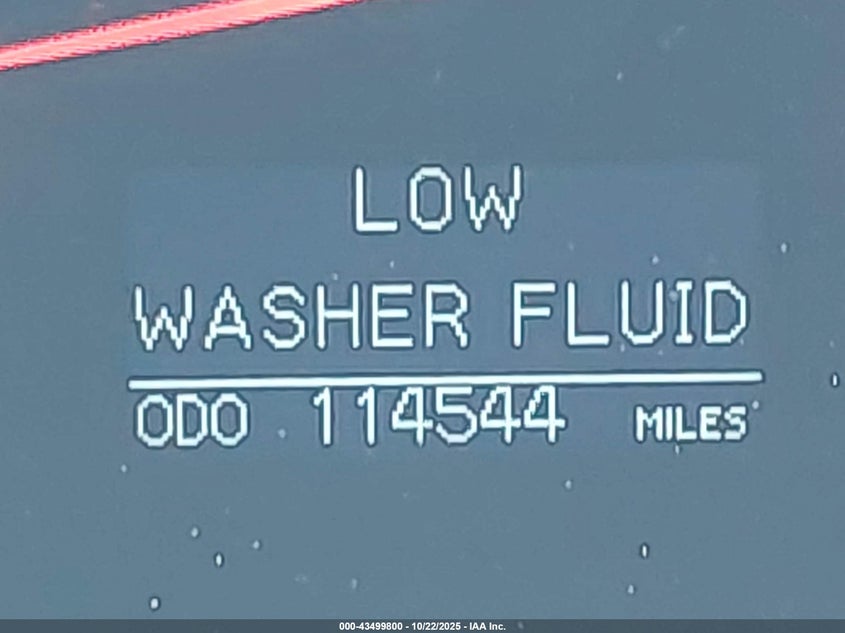 LOW
WASHER FLUID
ODO 114544 MILES
000-43499800 - 10/22/2025 - IAA Inc.